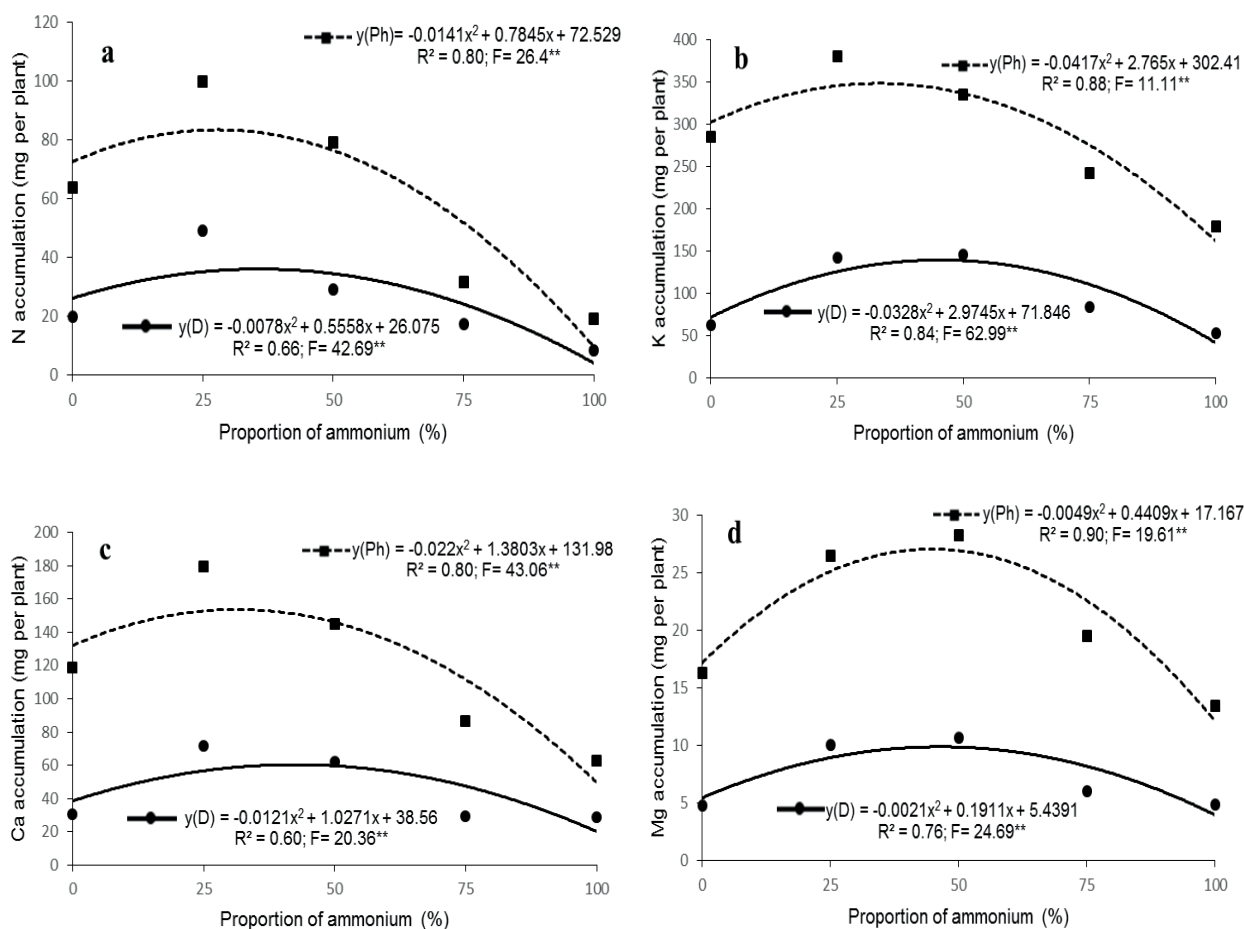 a
y(Ph)= -0.0141x² + 0.7845x + 72.529
R² = 0.80; F= 26.4**
N accumulation (mg per plant)
120
100
80
60
40
20
0
y(D) = -0.0078x² + 0.5558x + 26.075
R² = 0.66; F= 42.69**
0 25 50 75 100
Proportion of ammonium (%)
b
y(Ph) = -0.0417x² + 2.765x + 302.41
R² = 0.88; F= 11.11**
K accumulation (mg per plant)
400
350
300
250
200
150
100
50
0
y(D) = -0.0328x² + 2.9745x + 71.846
R² = 0.84; F= 62.99**
0 25 50 75 100
Proportion of ammonium (%)
c
y(Ph) = -0.022x² + 1.3803x + 131.98
R² = 0.80; F= 43.06**
Ca accumulation (mg per plant)
200
180
160
140
120
100
80
60
40
20
0
y(D) = -0.0121x² + 1.0271x + 38.56
R² = 0.60; F= 20.36**
0 25 50 75 100
Proportion of ammonium (%)
d
y(Ph) = -0.0049x² + 0.4409x + 17.167
R² = 0.90; F= 19.61**
Mg accumulation (mg per plant)
30
25
20
15
10
5
0
y(D) = -0.0021x² + 0.1911x + 5.4391
R² = 0.76; F= 24.69**
0 25 50 75 100
Proportion of ammonium (%)